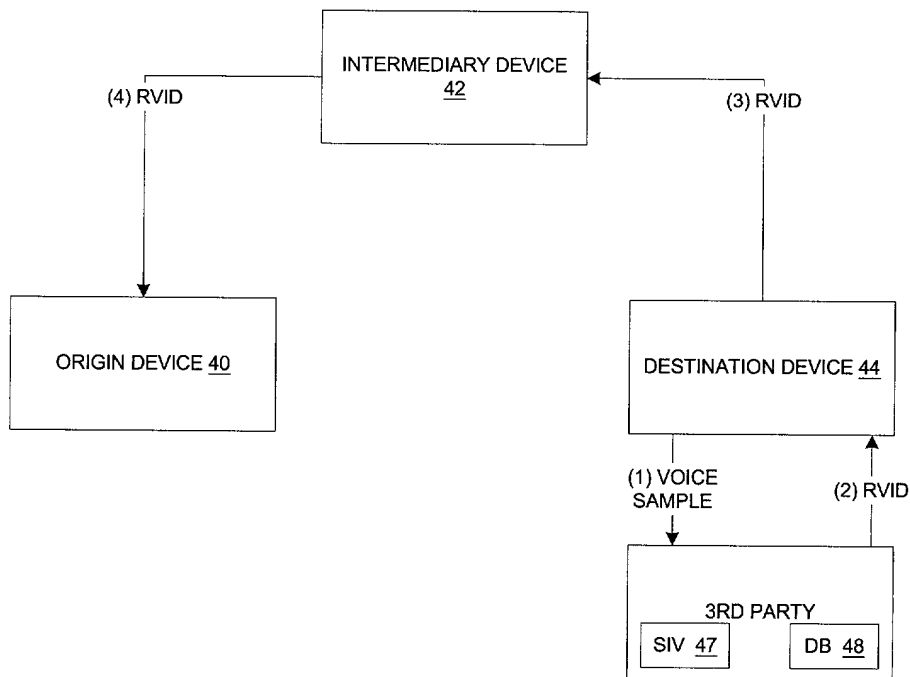 INTERMEDIARY DEVICE
42
(4) RVID
(3) RVID
ORIGIN DEVICE 40
DESTINATION DEVICE 44
(1) VOICE
SAMPLE
(2) RVID
3RD PARTY
SIV 47
DB 48